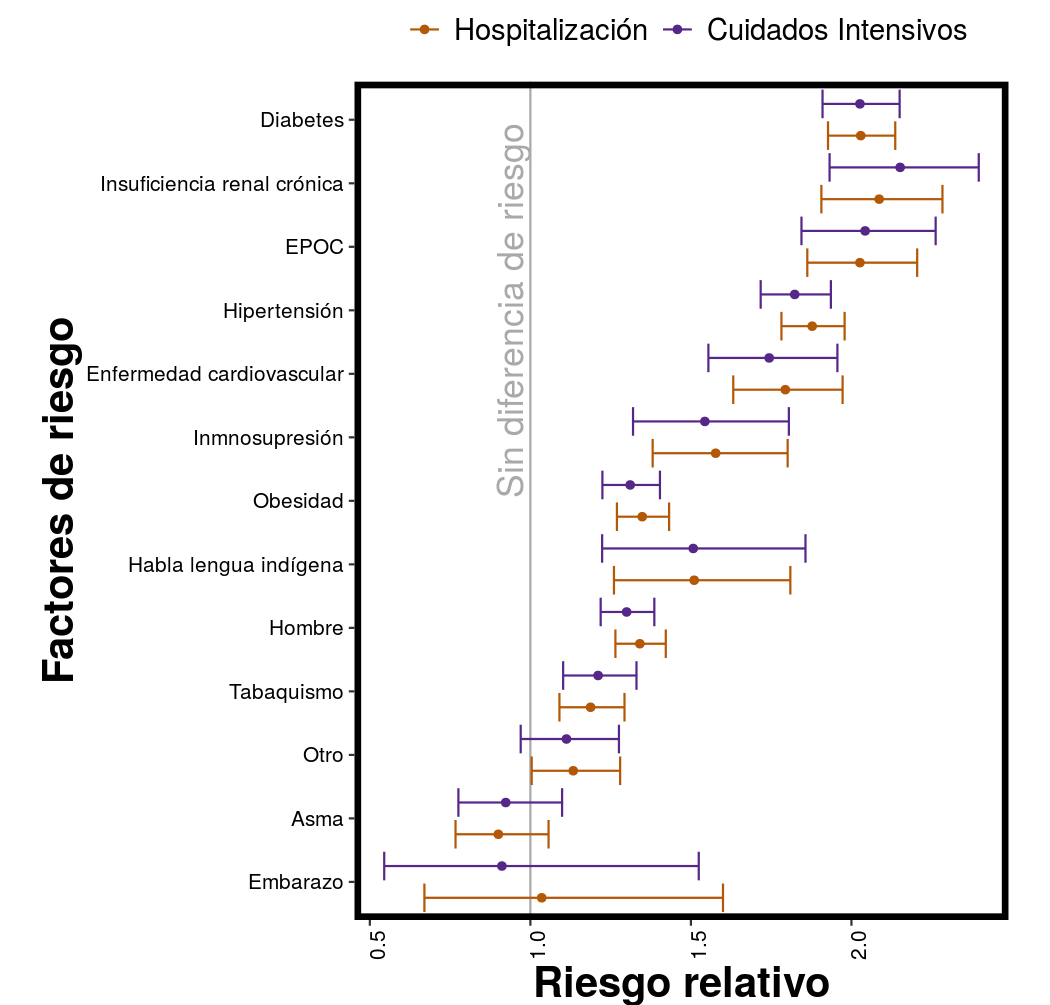 Hospitalización Cuidados Intensivos
Sin diferencia de riesgo
Factores de riesgo
Diabetes
Insuficiencia renal crónica
EPOC
Hipertensión
Enfermedad cardiovascular
Inmnosupresión
Obesidad
Habla lengua indígena
Hombre
Tabaquismo
Otro
Asma
Embarazo
0.5 1.0 1.5 2.0
Riesgo relativo